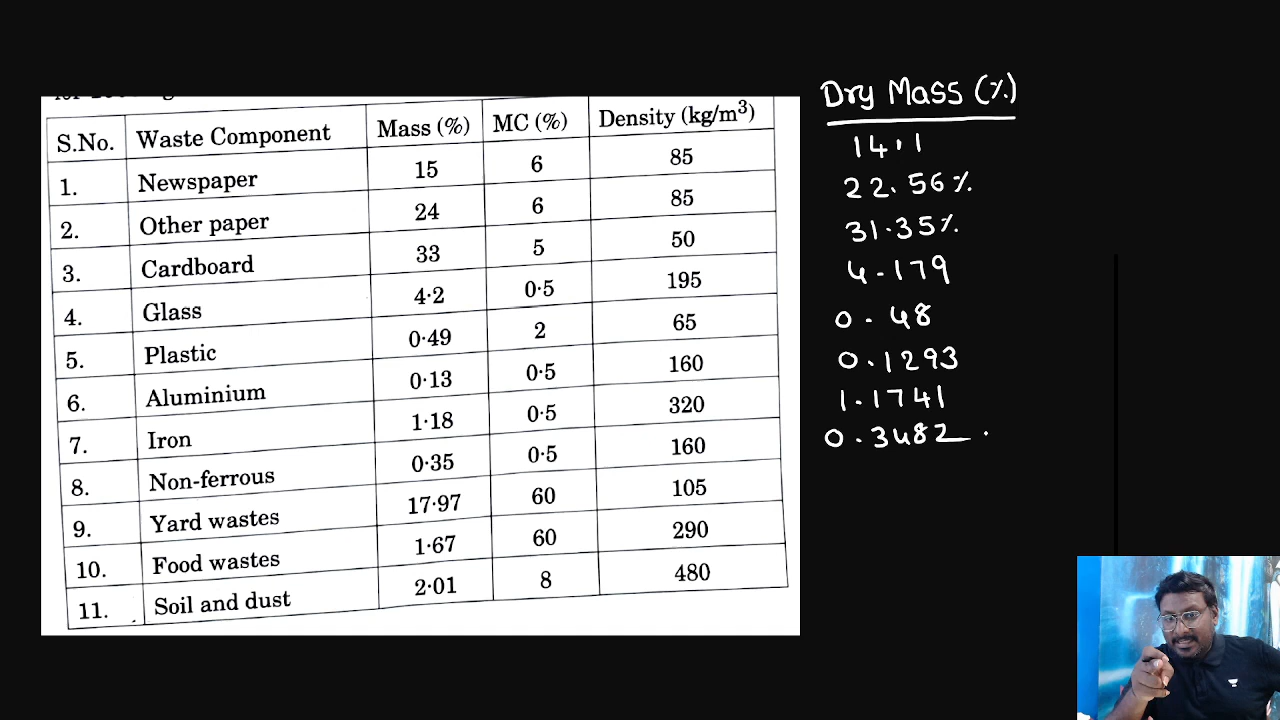 S.No. Waste Component Mass (%) MC (%) Density (kg/m³)
1. Newspaper 15 6 85
2. Other paper 24 6 85
3. Cardboard 33 5 50
4. Glass 4·2 0·5 195
5. Plastic 0·49 2 65
6. Aluminium 0·13 0·5 160
7. Iron 1·18 0·5 320
8. Non-ferrous 0·35 0·5 160
9. Yard wastes 17·97 60 105
10. Food wastes 1·67 60 290
11. Soil and dust 2·01 8 480
Dry Mass (%)
14.1
22.56%
31.35%
4.179
0.48
0.1293
1.1741
0.3482